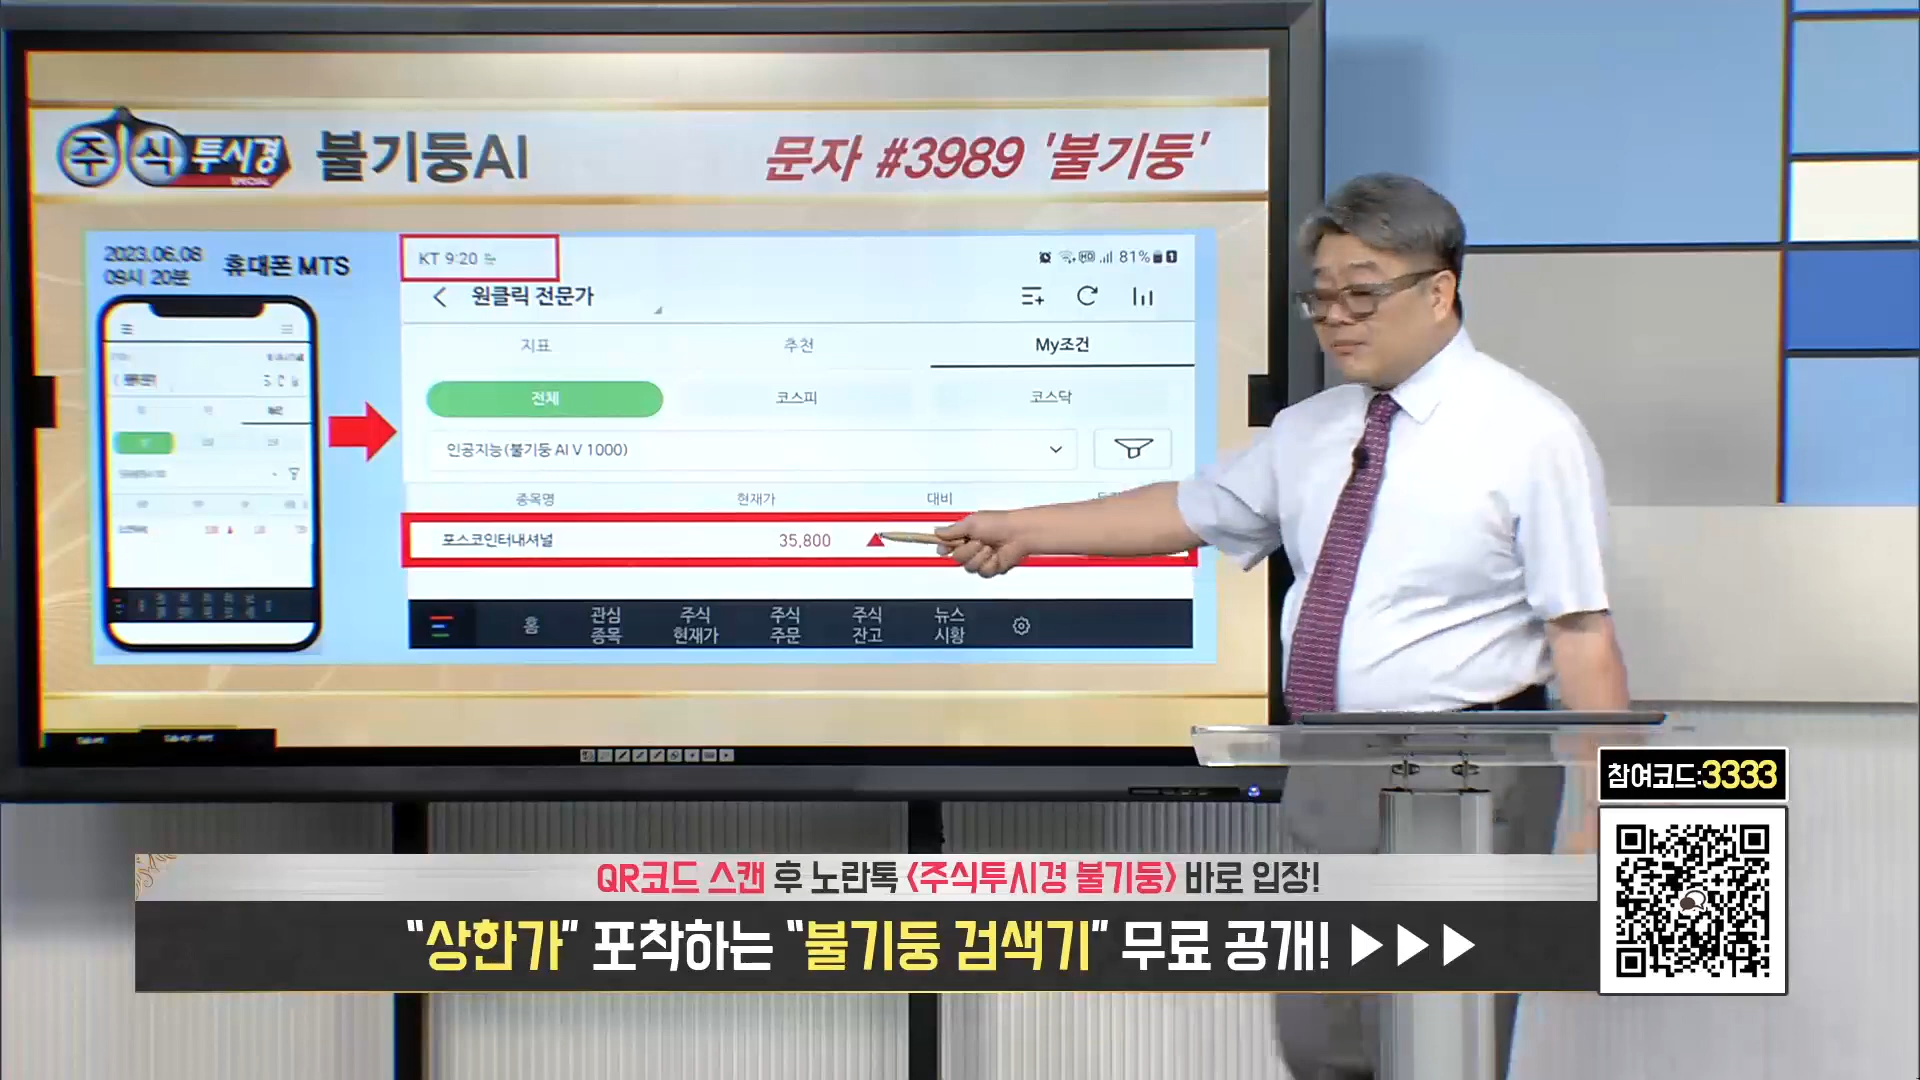 주식투시경
SPECIAL
불기둥AI
문자 #3989 '불기둥'
2023.06.08
09시 20분
휴대폰 MTS
KT 9:20
81%
원클릭 전문가
지표
추천
My조건
전체
코스피
코스닥
인공지능(불기둥 AI V 1000)
종목명
현재가
대비
포스코인터내셔널
35,800
홈
관심
종목
주식
현재가
주식
주문
주식
잔고
뉴스
시황
참여코드:3333
QR코드 스캔 후 노란톡 <주식투시경 불기둥> 바로 입장!
"상한가" 포착하는 "불기둥 검색기" 무료 공개! ▶▶▶